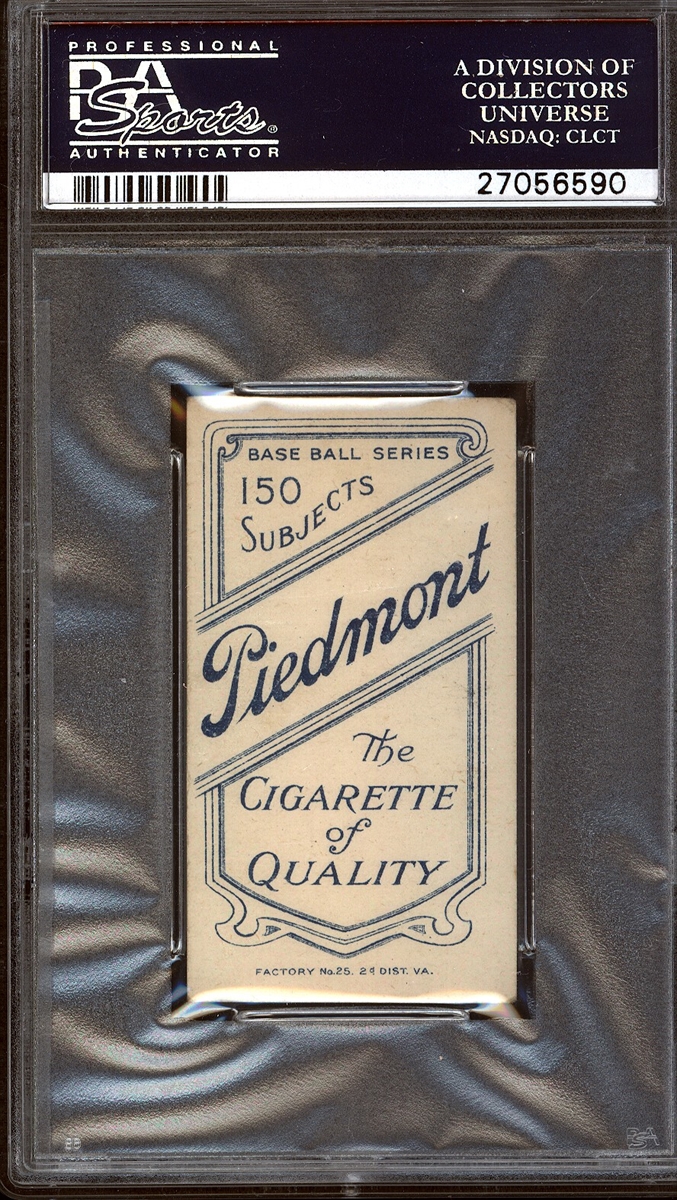 PROFESSIONAL
PSA
Sports®
AUTHENTICATOR
A DIVISION OF
COLLECTORS
UNIVERSE
NASDAQ: CLCT
27056590
BASE BALL SERIES
150
SUBJECTS
Piedmont
The
CIGARETTE
of
QUALITY
FACTORY No. 25. 2d DIST. VA.
PSA